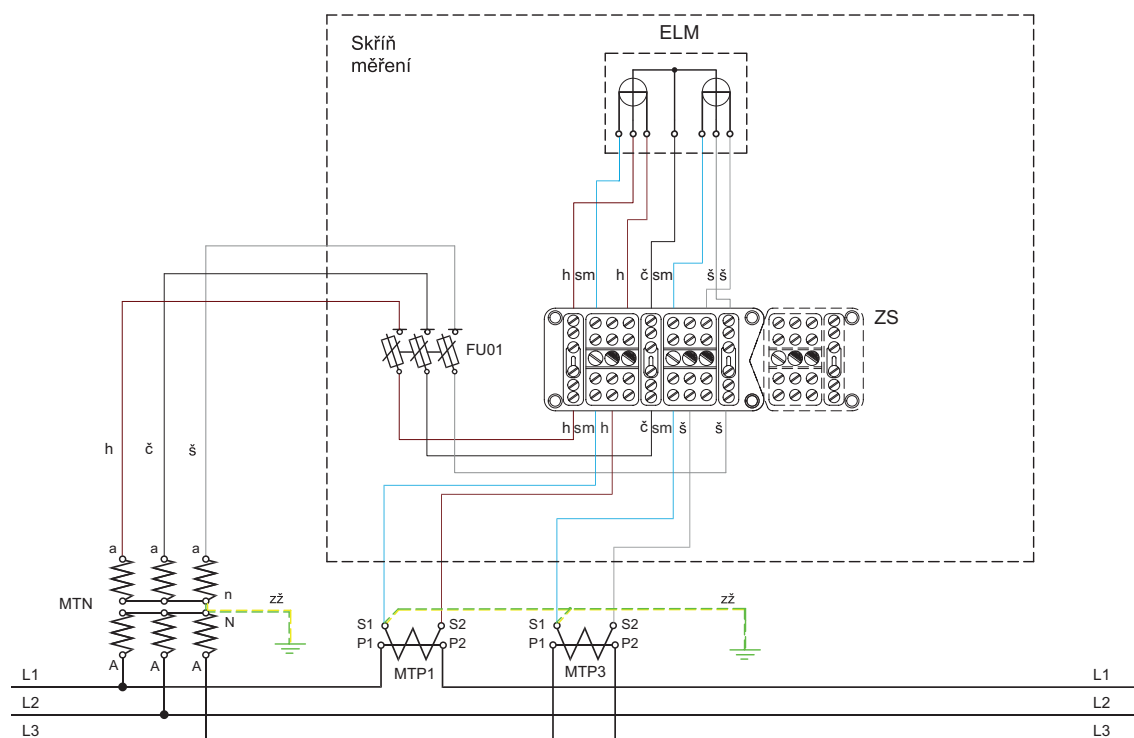 ELM
Skříň
měření
h sm h č sm š š
ZS
FU01
h sm h č sm š š
h č š
a a a
MTN
n
N
zž
zž
S1 S2 S1 S2
P1 P2 P1 P2
A A A
MTP1 MTP3
L1 L1
L2 L2
L3 L3